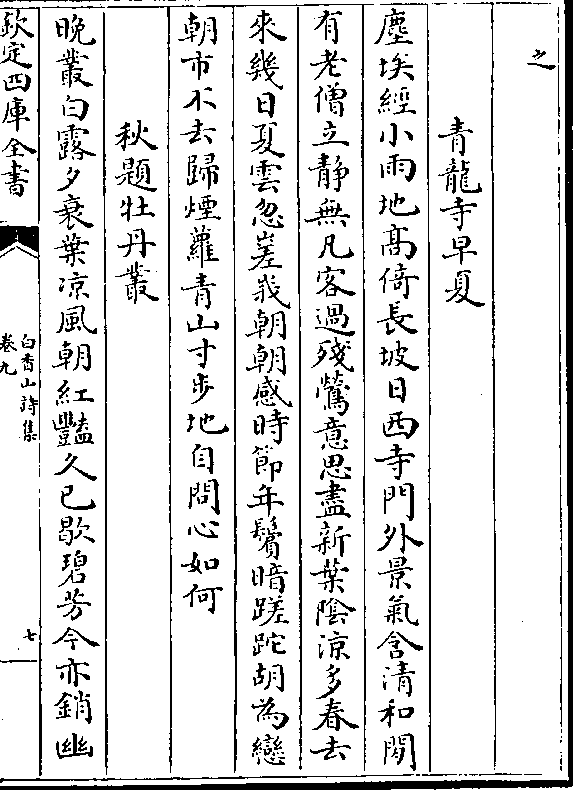 之
青龍寺早夏
塵埃經小雨地髙倚長坡日西寺門外景氣含清和閑
有老僧立靜無凡客過殘鶯意思盡新葉陰凉多春去
來幾日夏雲忽嵳峩朝朝感時節年鬢暗蹉跎胡為戀
朝市不去歸煙蘿青山寸步地自問心如何
秋題牡丹叢
晩叢白露夕衰葉凉風朝紅豔久已歇碧芳今亦銷幽
欽定四庫全書
白香山詩集
卷九
七